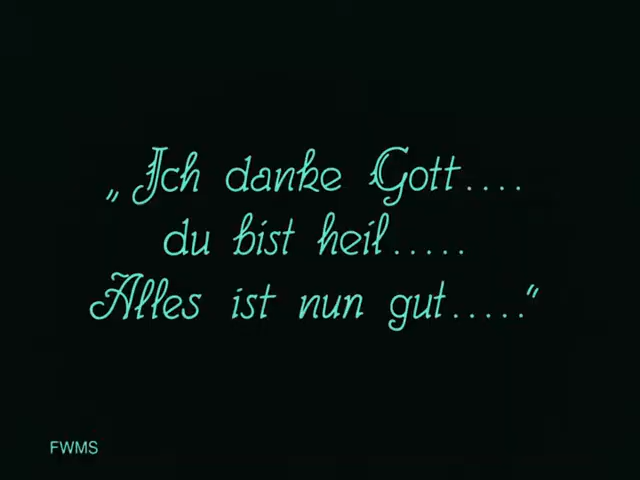 „Ich danke Gott....
du bist heil.....
Alles ist nun gut.....“
FWMS